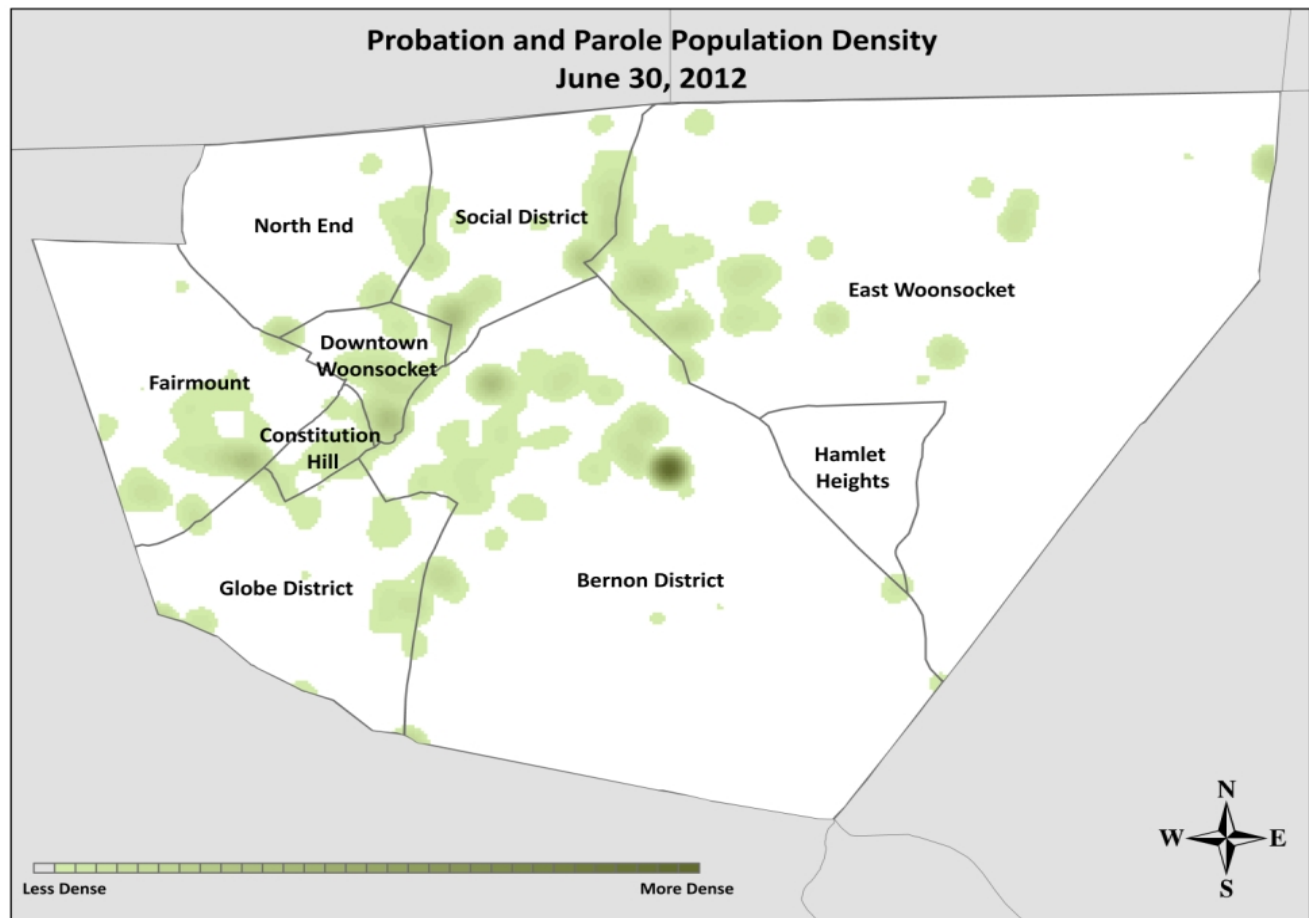 Probation and Parole Population Density
June 30, 2012
North End
Social District
East Woonsocket
Downtown
Woonsocket
Fairmount
Constitution
Hill
Hamlet
Heights
Globe District
Bernon District
N
W
E
S
Less Dense
More Dense